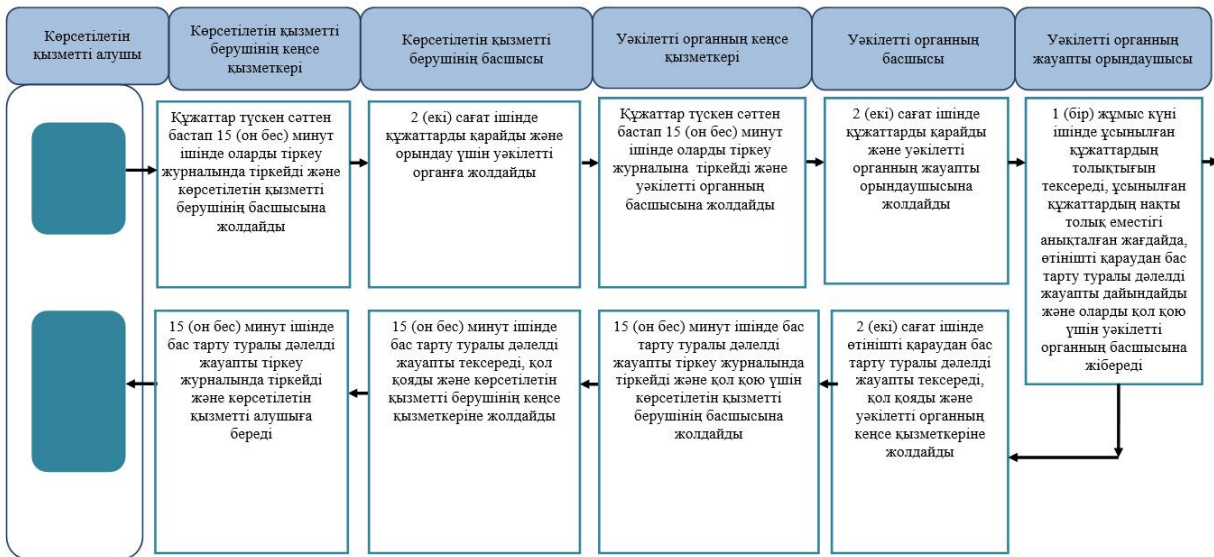 Көрсетілетін
қызметті алушы
Көрсетілетін қызметті
берушінің кеңсе
қызметкері
Көрсетілетін қызметті
берушінің басшысы
Уәкілетті органның кеңсе
қызметкері
Уәкілетті органның
басшысы
Уәкілетті органның
жауапты орындаушысы
Құжаттар түскен сәттен
бастап 15 (он бес) минут
ішінде оларды тіркеу
журналында тіркейді және
көрсетілетін қызметті
берушінің басшысына
жолдайды
2 (екі) сағат ішінде
құжаттарды қарайды және
орындау үшін уәкілетті
органға жолдайды
Құжаттар түскен сәттен
бастап 15 (он бес) минут
ішінде оларды тіркеу
журналына тіркейді және
уәкілетті органның
басшысына жолдайды
2 (екі) сағат ішінде
құжаттарды қарайды
және уәкілетті
органның жауапты
орындаушысына
жолдайды
1 (бір) жұмыс күні
ішінде ұсынылған
құжаттардың
толықтығын
тексереді, ұсынылған
құжаттардың нақты
толық еместігі
анықталған жағдайда,
өтінішті қараудан бас
тарту туралы дәлелді
жауапты дайындайды
және оларды қол қою
үшін уәкілетті
органның басшысына
жібереді
15 (он бес) минут ішінде
бас тарту туралы дәлелді
жауапты тіркеу
журналында тіркейді
және көрсетілетін
қызметті алушыға
береді
15 (он бес) минут ішінде
бас тарту туралы дәлелді
жауапты тексереді, қол
қояды және көрсетілетін
қызметті берушінің кеңсе
қызметкеріне жолдайды
15 (он бес) минут ішінде бас
тарту туралы дәлелді
жауапты тіркеу журналында
тіркейді және қол қою үшін
көрсетілетін қызметті
берушінің басшысына
жолдайды
2 (екі) сағат ішінде
өтінішті қараудан бас
тарту туралы дәлелді
жауапты тексереді,
қол қояды және
уәкілетті органның
кеңсе қызметкеріне
жолдайды